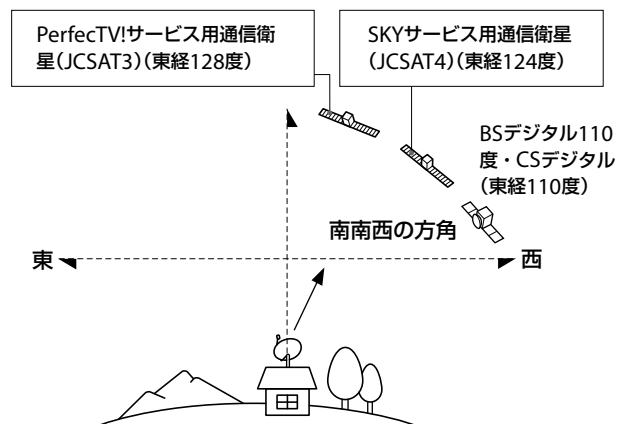 PerfecTV!サービス用通信衛
星(JCSAT3)(東経128度)
SKYサービス用通信衛星
(JCSAT4)(東経124度)
BSデジタル110
度・CSデジタル
(東経110度)
南南西の方角
東
西